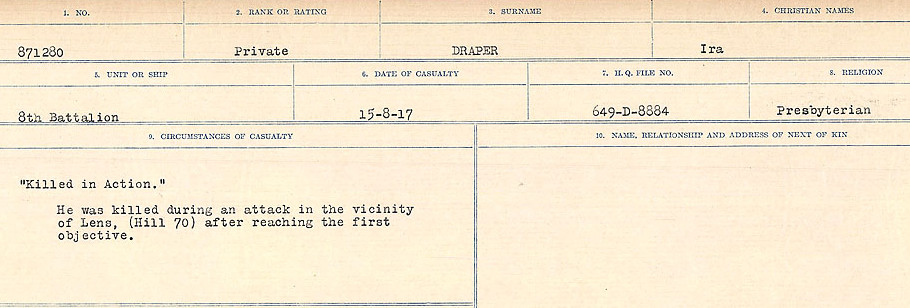 1. NO. 2. RANK OR RATING 3. SURNAME 4. CHRISTIAN NAMES
871280 Private DRAPER Ira
5. UNIT OR SHIP 6. DATE OF CASUALTY 7. H.Q. FILE NO. 8. RELIGION
8th Battalion 15-8-17 649-D-8884 Presbyterian
9. CIRCUMSTANCES OF CASUALTY 10. NAME, RELATIONSHIP AND ADDRESS OF NEXT OF KIN
"Killed in Action."
He was killed during an attack in the vicinity
of Lens, (Hill 70) after reaching the first
objective.